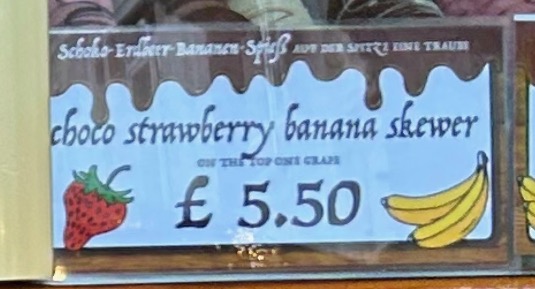 Schoko-Erdbeer-Bananen-Spieß AUF DER SPITZE EINE TRAUBE
choco strawberry banana skewer
ON THE TOP ONE GRAPE
£ 5.50